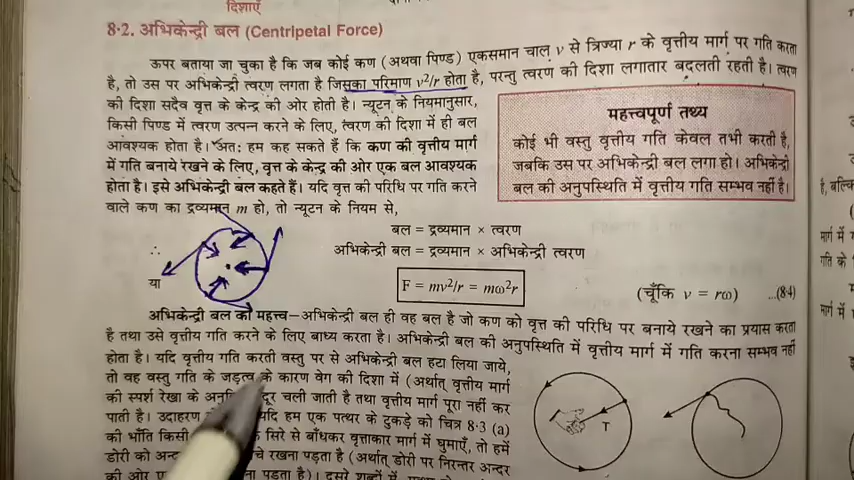 दिशाएँ
8·2. अभिकेन्द्री बल (Centripetal Force)
ऊपर बताया जा चुका है कि जब कोई कण (अथवा पिण्ड) एकसमान चाल v से त्रिज्या r के वृत्तीय मार्ग पर गति करता
है, तो उस पर अभिकेन्द्री त्वरण लगता है जिसका परिमाण v²/r होता है, परन्तु त्वरण की दिशा लगातार बदलती रहती है। त्वरण
की दिशा सदैव वृत्त के केन्द्र की ओर होती है। न्यूटन के नियमानुसार,
किसी पिण्ड में त्वरण उत्पन्न करने के लिए, त्वरण की दिशा में ही बल
आवश्यक होता है। अत: हम कह सकते हैं कि कण की वृत्तीय मार्ग
में गति बनाये रखने के लिए, वृत्त के केन्द्र की ओर एक बल आवश्यक
होता है। इसे अभिकेन्द्री बल कहते हैं। यदि वृत्त की परिधि पर गति करने
वाले कण का द्रव्यमान m हो, तो न्यूटन के नियम से,
महत्त्वपूर्ण तथ्य
कोई भी वस्तु वृत्तीय गति केवल तभी करती है,
जबकि उस पर अभिकेन्द्री बल लगा हो। अभिकेन्द्री
बल की अनुपस्थिति में वृत्तीय गति सम्भव नहीं है।
बल = द्रव्यमान × त्वरण
∴ अभिकेन्द्री बल = द्रव्यमान × अभिकेन्द्री त्वरण
या F = mv²/r = mω²r (चूँकि v = rω) ...(8·4)
अभिकेन्द्री बल का महत्त्व–अभिकेन्द्री बल ही वह बल है जो कण को वृत्त की परिधि पर बनाये रखने का प्रयास करता
है तथा उसे वृत्तीय गति करने के लिए बाध्य करता है। अभिकेन्द्री बल की अनुपस्थिति में वृत्तीय मार्ग में गति करना सम्भव नहीं
होता है। यदि वृत्तीय गति करती वस्तु पर से अभिकेन्द्री बल हटा लिया जाये,
तो वह वस्तु गति के जड़त्व के कारण वेग की दिशा में (अर्थात् वृत्तीय मार्ग
की स्पर्श रेखा के दूर चली जाती है तथा वृत्तीय मार्ग पूरा नहीं कर
पाती है। उदाहरण यदि हम एक पत्थर के टुकड़े को चित्र 8·3 (a)
की भाँति किसी के सिरे से बाँधकर वृत्ताकार मार्ग में घुमाएँ, तो हमें
डोरी को अन्दर रखना पड़ता है (अर्थात् डोरी पर निरन्तर अन्दर
की ओर पड़ता है)। दूसरे शब्दों में
T